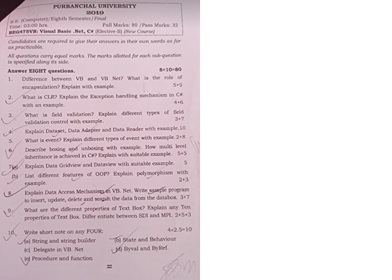 PURBANCHAL UNIVERSITY
2019
B.E. (Computer)/Eighth Semester/Final
Time: 03:00 hrs. Full Marks: 80 /Pass Marks: 32
BEG478VB: Visual Basic .Net, C# (Elective-II) (New Course)
Candidates are required to give their answers in their own words as far as practicable.
All questions carry equal marks. The marks allotted for each sub-question is specified along its side.
Answer EIGHT questions. 8×10=80
1. Difference between VB and VB Net? What is the role of
encapsulation? Explain with example. 5+5
2. What is CLR? Explain the Exception handling mechanism in C#
with an example. 4+6
3. What is field validation? Explain different types of field
validation control with example. 3+7
4. Explain Dataset, Data Adapter and Data Reader with example. 10
5. What is event? Explain different types of event with example. 2+8
6. Describe boxing and unboxing with example. How multi level
inheritance is achieved in C#? Explain with suitable example. 5+5
7. (a) Explain Data Gridview and Dataview with suitable example. 5
(b) List different features of OOP? Explain polymorphism with
example. 2+3
8. Explain Data Access Mechanism in VB. Net. Write sample program
to insert, update, delete and search the data from the databox. 3+7
9. What are the different properties of Text Box? Explain any Ten
properties of Text Box. Differ entiate between SDI and MPI. 2+5+3
10. Write short note on any FOUR: 4×2.5=10
(a) String and string builder (b) State and Behaviour
(c) Delegate in VB. Net (d) Byval and ByRef.
(e) Procedure and function